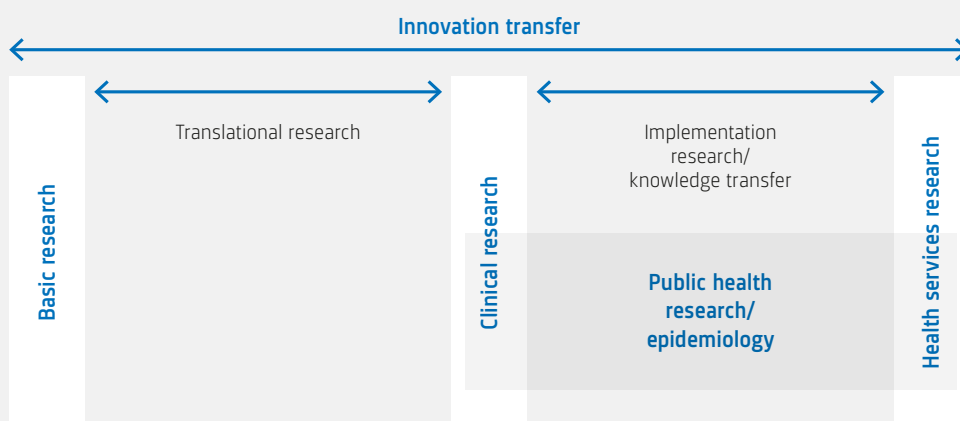 Innovation transfer
Translational research
Implementation
research/
knowledge transfer
Basic research
Clinical research
Public health
research/
epidemiology
Health services research